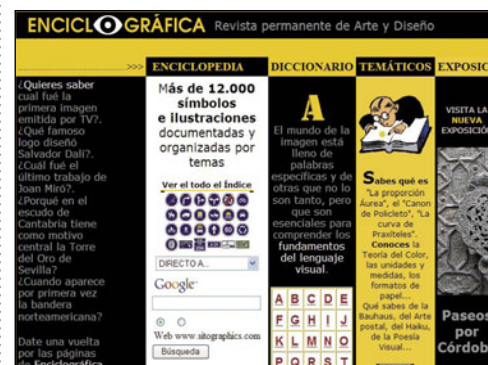 ENCICLOGRÁFICA Revista permanente de Arte y Diseño
>>> ENCICLOPEDIA DICCIONARIO TEMÁTICOS EXPOSIC
¿Quieres saber
cual fué la
primera imagen
emitida por TV?.
¿Qué famoso
logo diseñó
Salvador Dalí?.
¿Cuál fué el
último trabajo de
Joan Miró?.
¿Porqué en el
escudo de
Cantabria tiene
como motivo
central la Torre
del Oro de
Sevilla?
¿Cuando aparece
por primera vez
la bandera
norteamericana?
Date una vuelta
por las páginas
de Enciclográfica
Más de 12.000
símbolos
e ilustraciones
documentadas y
organizadas por
temas
Ver el todo el Índice
DIRECTO A...
Google
Web www.sitographics.com
Búsqueda
A
El mundo de la
imagen está
lleno de
palabras
específicas y de
otras que no lo
son tanto, pero
que son
esenciales para
comprender los
fundamentos
del lenguaje
visual.
A B C D E
F G H I J
K L M N O
P Q R S T
Sabes qué es
"La proporción
Áurea", el "Canon
de Policleto", "La
curva de
Praxíteles".
Conoces la
Teoría del Color,
las unidades y
medidas, los
formatos de
papel...
Qué sabes de la
Bauhaus, del Arte
postal, del Haiku,
de la Poesía
Visual...
VISITA LA
NUEVA
EXPOSICIÓN
Paseos
por
Córdob